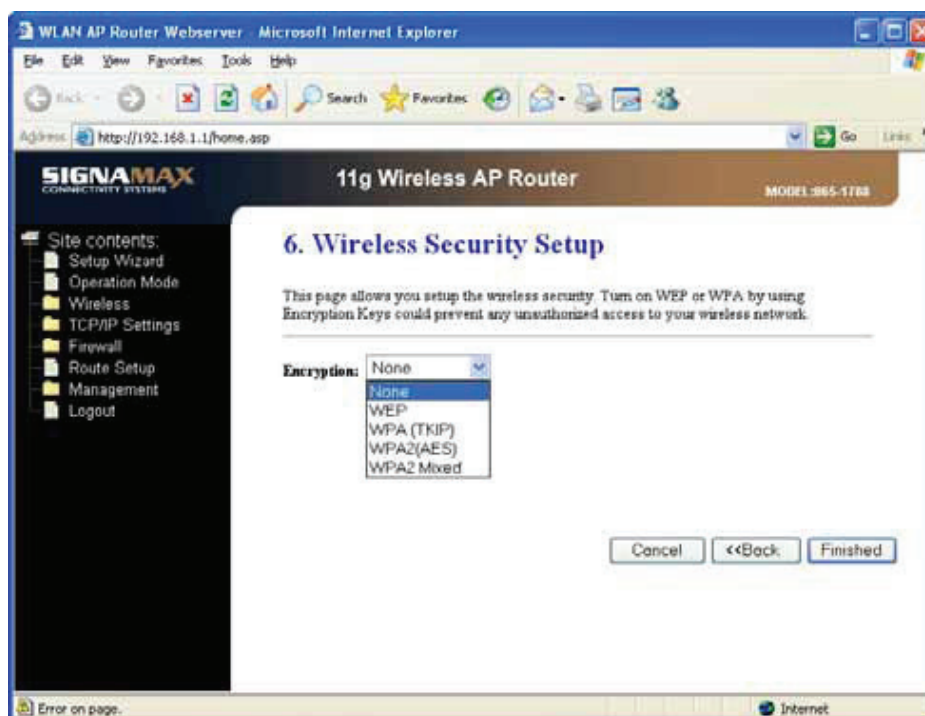 WLAN AP Router Webserver - Microsoft Internet Explorer
File Edit View Favorites Tools Help
Back Search Favorites
Address http://192.168.1.1/home.asp Go Links
SIGNAMAX
CONNECTIVITY SYSTEMS
11g Wireless AP Router
MODEL:065-1788
Site contents:
Setup Wizard
Operation Mode
Wireless
TCP/IP Settings
Firewall
Route Setup
Management
Logout
6. Wireless Security Setup
This page allows you setup the wireless security. Turn on WEP or WPA by using
Encryption Keys could prevent any unauthorized access to your wireless network.
Encryption: None
None
WEP
WPA (TKIP)
WPA2(AES)
WPA2 Mixed
Cancel <<Back Finished
Error on page. Internet